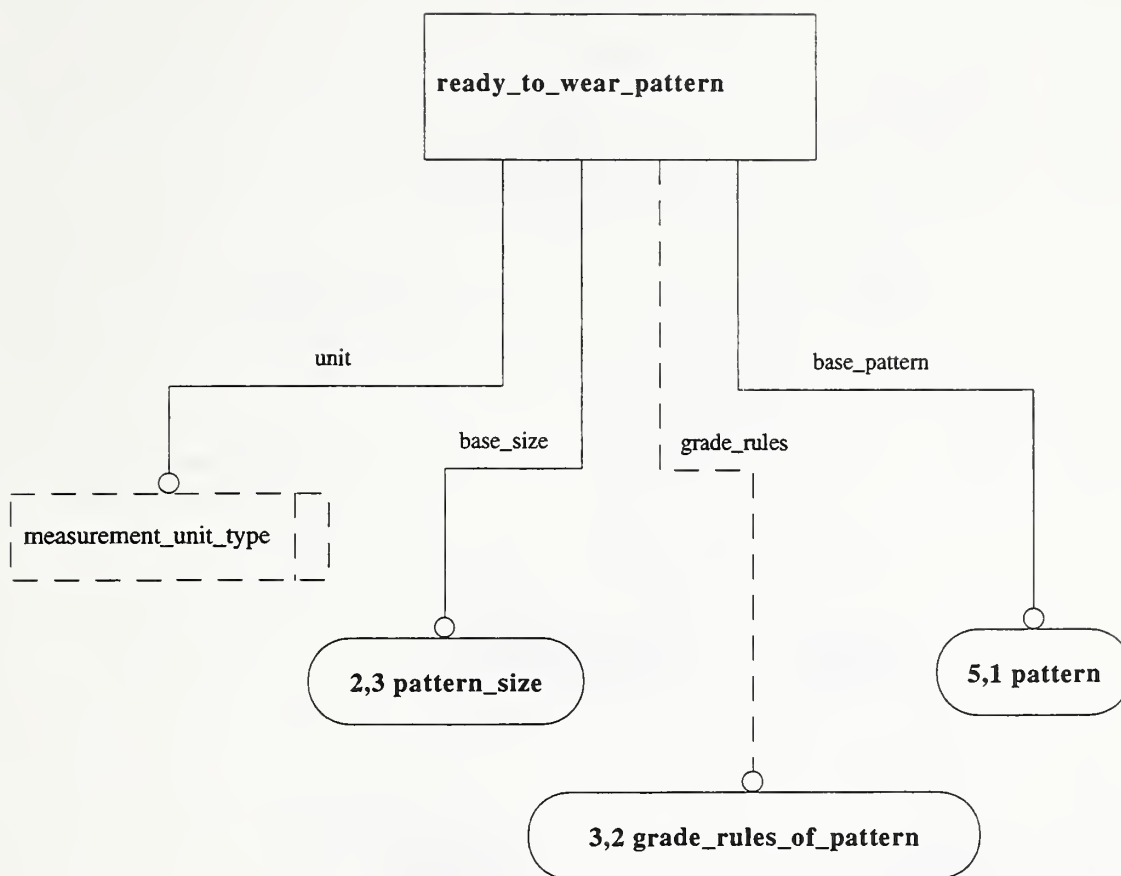 ready_to_wear_pattern
unit
base_pattern
base_size
grade_rules
measurement_unit_type
2,3 pattern_size
5,1 pattern
3,2 grade_rules_of_pattern